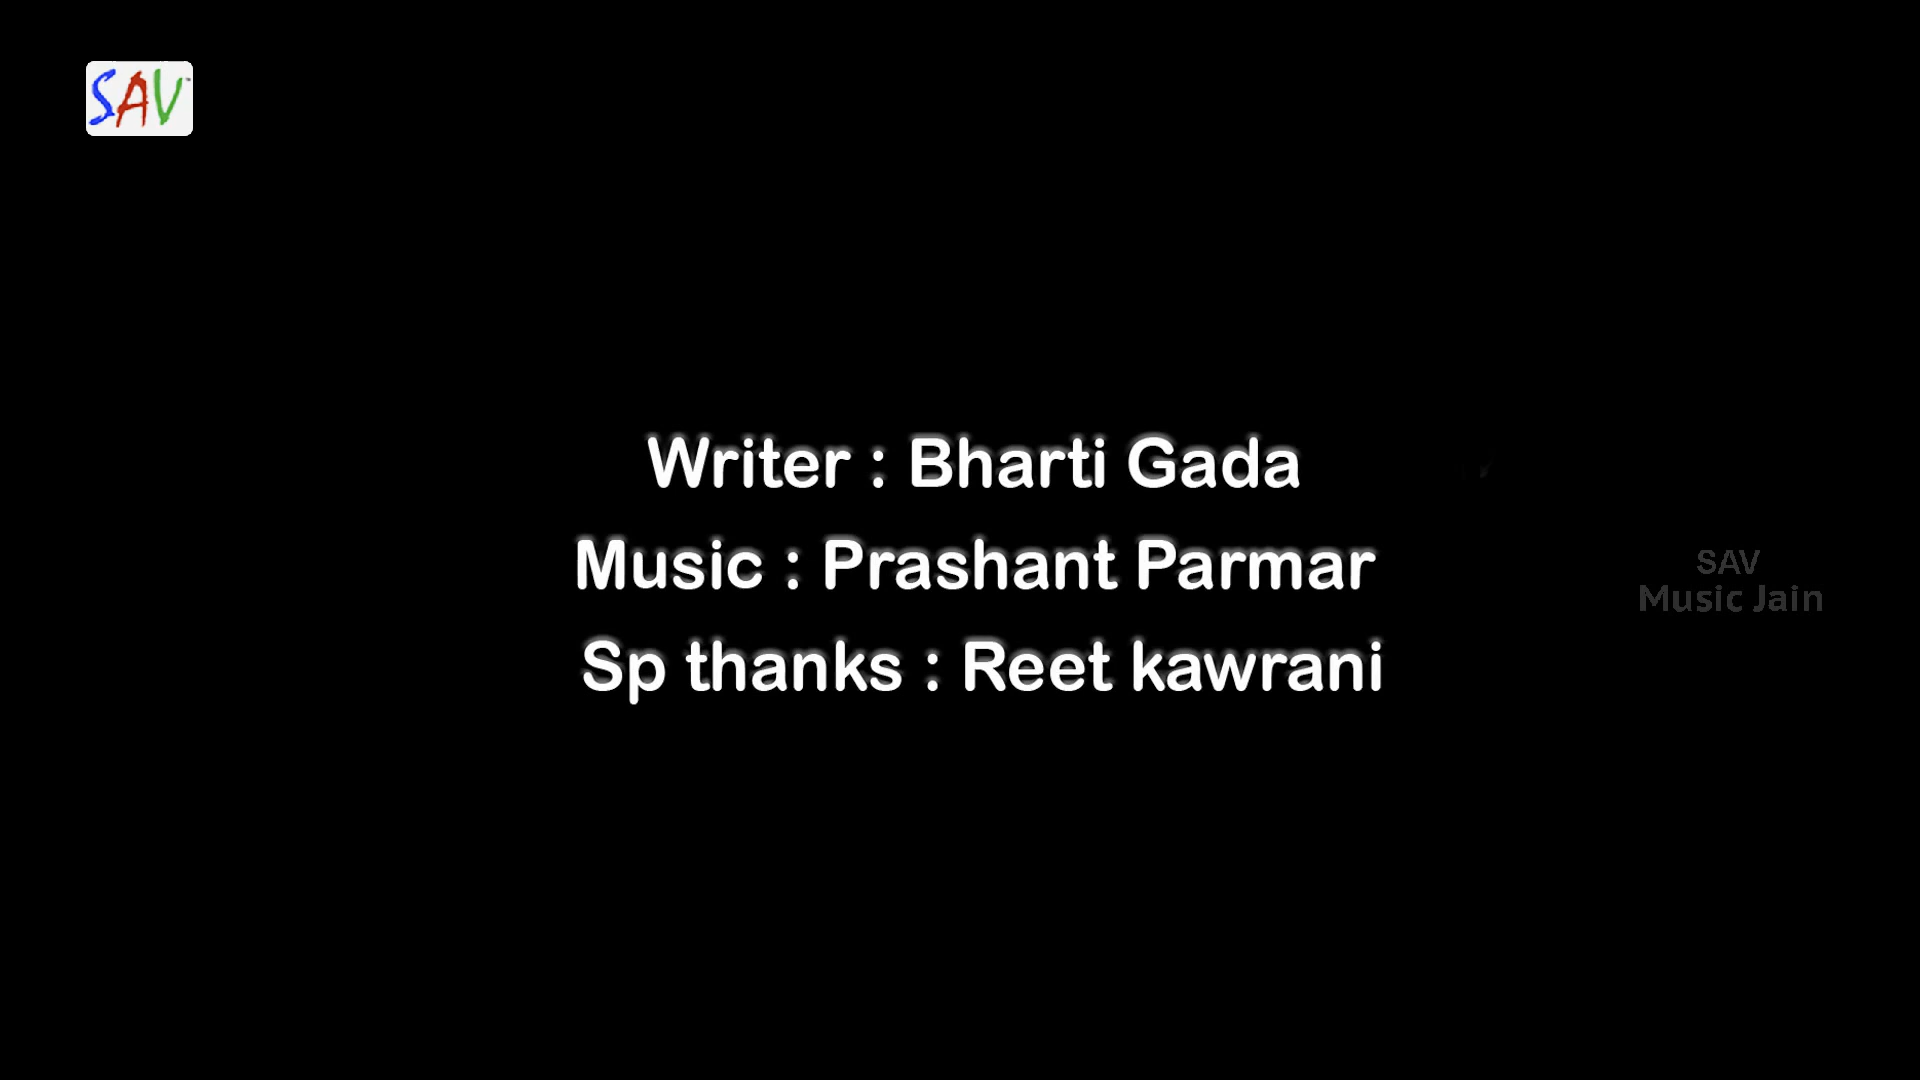 SAV
Writer : Bharti Gada
Music : Prashant Parmar
SAV
Music Jain
Sp thanks : Reet kawrani